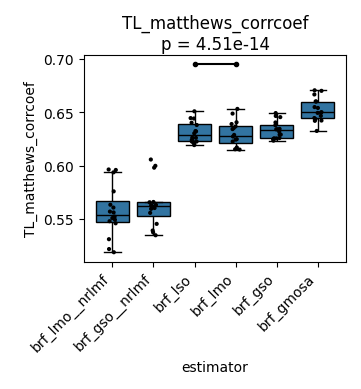 TL_matthews_corrcoef
p = 4.51e-14
TL_matthews_corrcoef
0.70
0.65
0.60
0.55
brf_lmo__nrlmf
brf_gso__nrlmf
brf_lso
brf_lmo
brf_gso
brf_gmosa
estimator